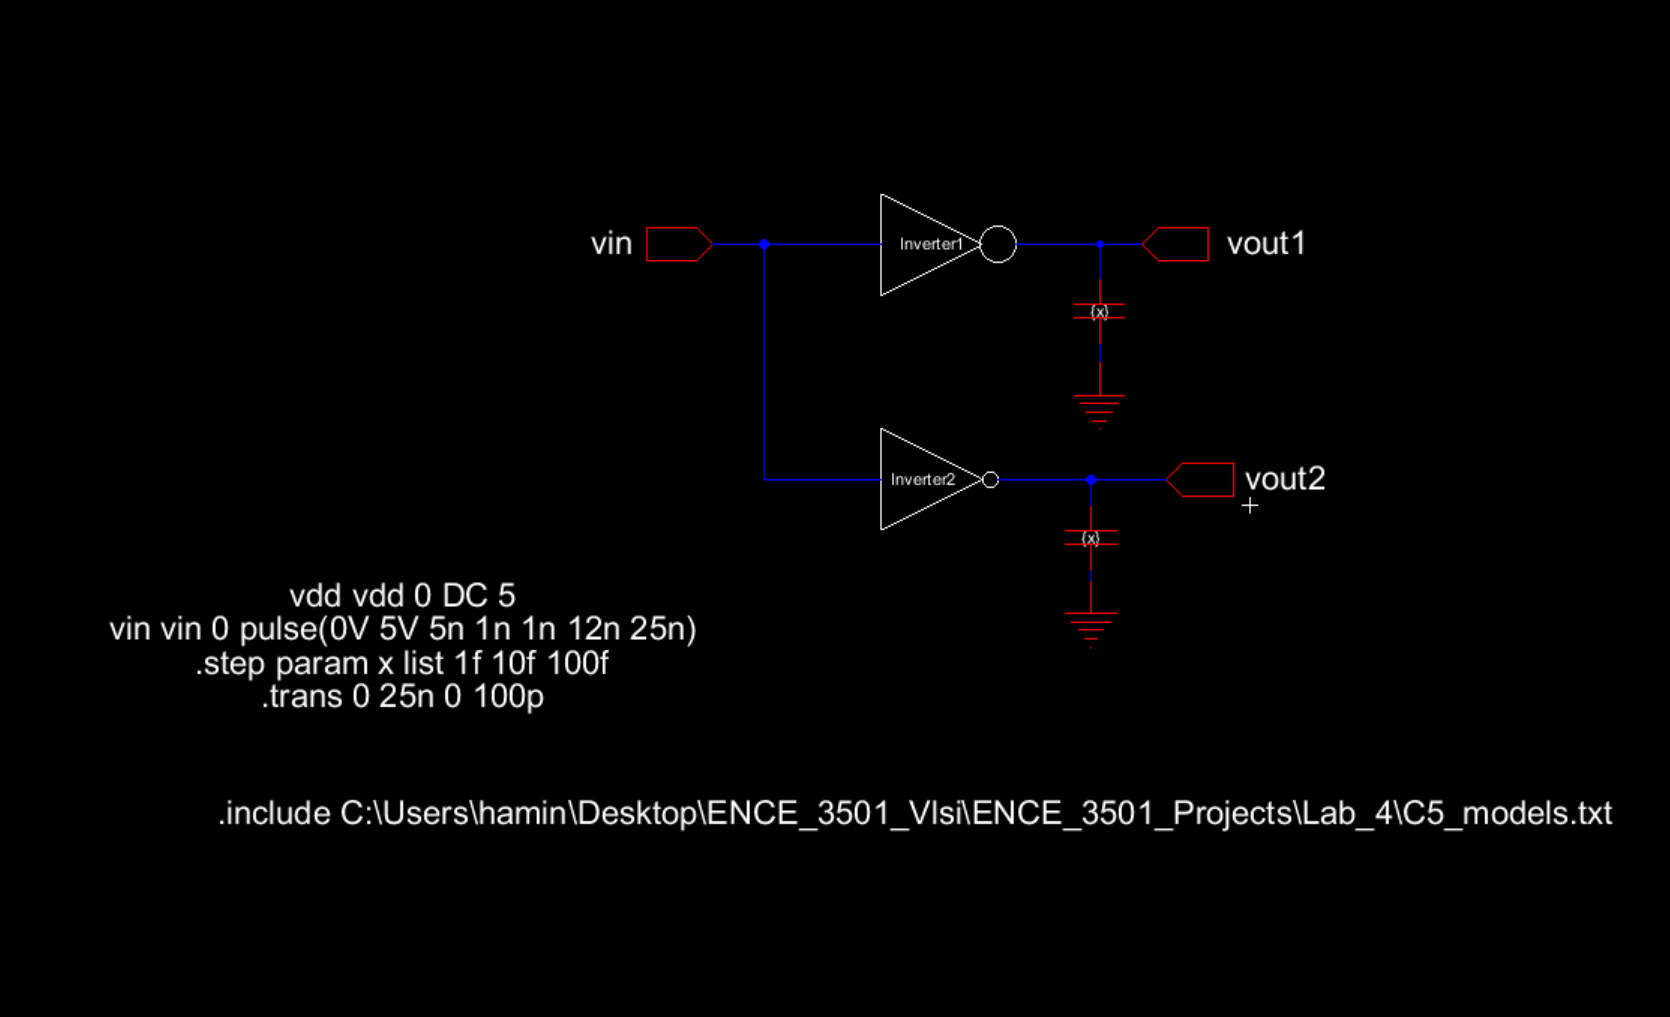 vin
Inverter1
vout1
{x}
Inverter2
vout2
{x}
vdd vdd 0 DC 5
vin vin 0 pulse(0V 5V 5n 1n 1n 12n 25n)
.step param x list 1f 10f 100f
.trans 0 25n 0 100p
.include C:\Users\hamin\Desktop\ENCE_3501_Vlsi\ENCE_3501_Projects\Lab_4\C5_models.txt